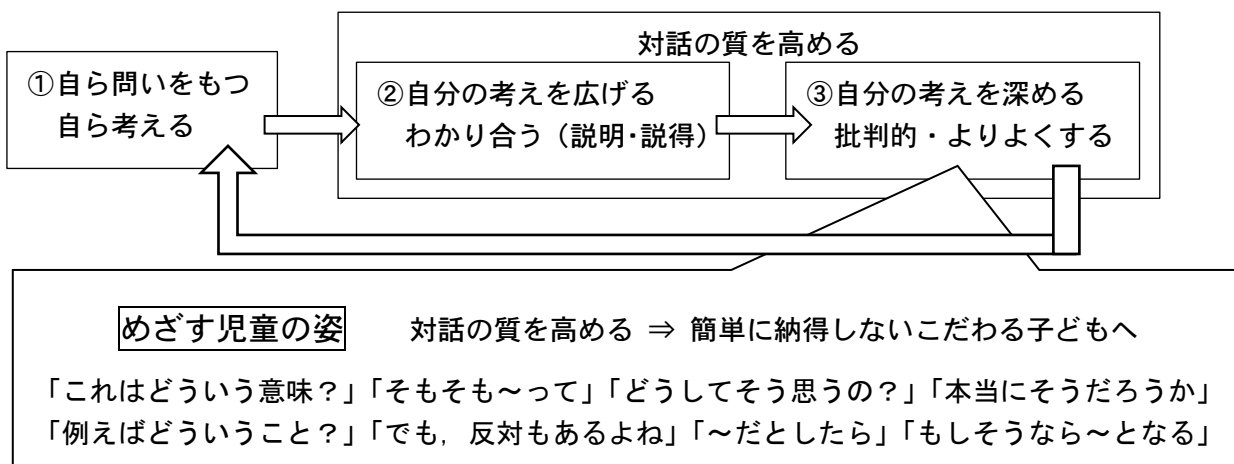 対話の質を高める
①自ら問いをもつ
自ら考える
②自分の考えを広げる
わかり合う（説明・説得）
③自分の考えを深める
批判的・よりよくする
めざす児童の姿　対話の質を高める ⇒ 簡単に納得しないこだわる子どもへ
「これはどういう意味？」「そもそも～って」「どうしてそう思うの？」「本当にそうだろうか」
「例えばどういうこと？」「でも，反対もあるよね」「～だとしたら」「もしそうなら～となる」